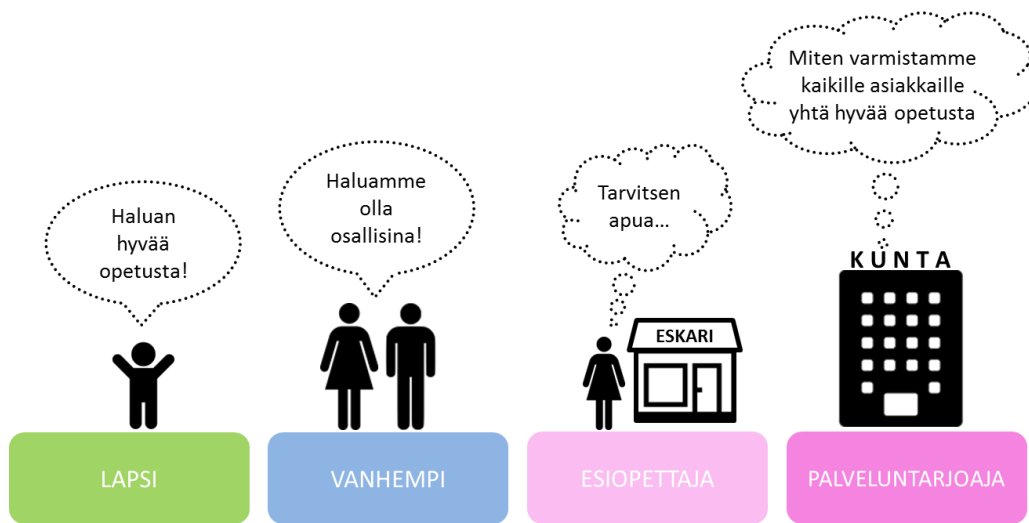 Haluan
hyvää
opetusta!
LAPSI
Haluamme
olla
osallisina!
VANHEMPI
Tarvitsen
apua…
ESKARI
ESIOPETTAJA
Miten varmistamme
kaikille asiakkaille
yhtä hyvää opetusta
KUNTA
PALVELUNTARJOAJA